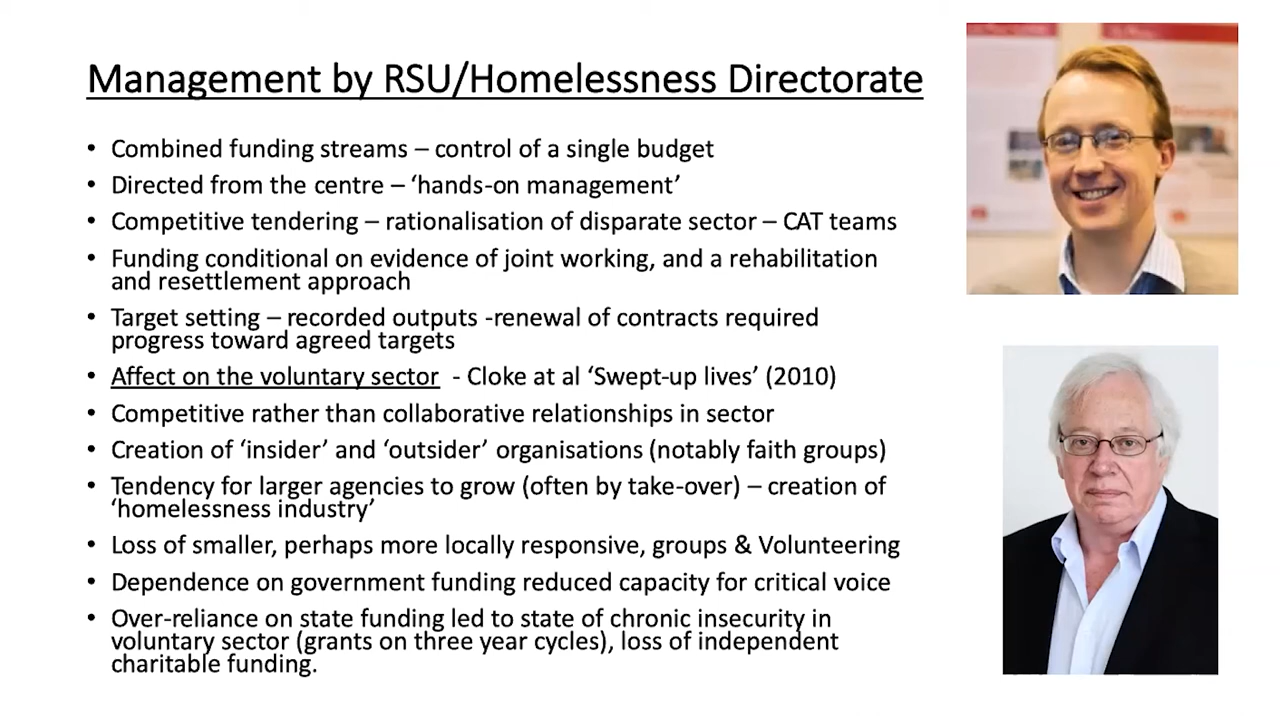 Management by RSU/Homelessness Directorate
• Combined funding streams – control of a single budget
• Directed from the centre – ‘hands-on management’
• Competitive tendering – rationalisation of disparate sector – CAT teams
• Funding conditional on evidence of joint working, and a rehabilitation
and resettlement approach
• Target setting – recorded outputs -renewal of contracts required
progress toward agreed targets
• Affect on the voluntary sector - Cloke at al ‘Swept-up lives’ (2010)
• Competitive rather than collaborative relationships in sector
• Creation of ‘insider’ and ‘outsider’ organisations (notably faith groups)
• Tendency for larger agencies to grow (often by take-over) – creation of
‘homelessness industry’
• Loss of smaller, perhaps more locally responsive, groups & Volunteering
• Dependence on government funding reduced capacity for critical voice
• Over-reliance on state funding led to state of chronic insecurity in
voluntary sector (grants on three year cycles), loss of independent
charitable funding.